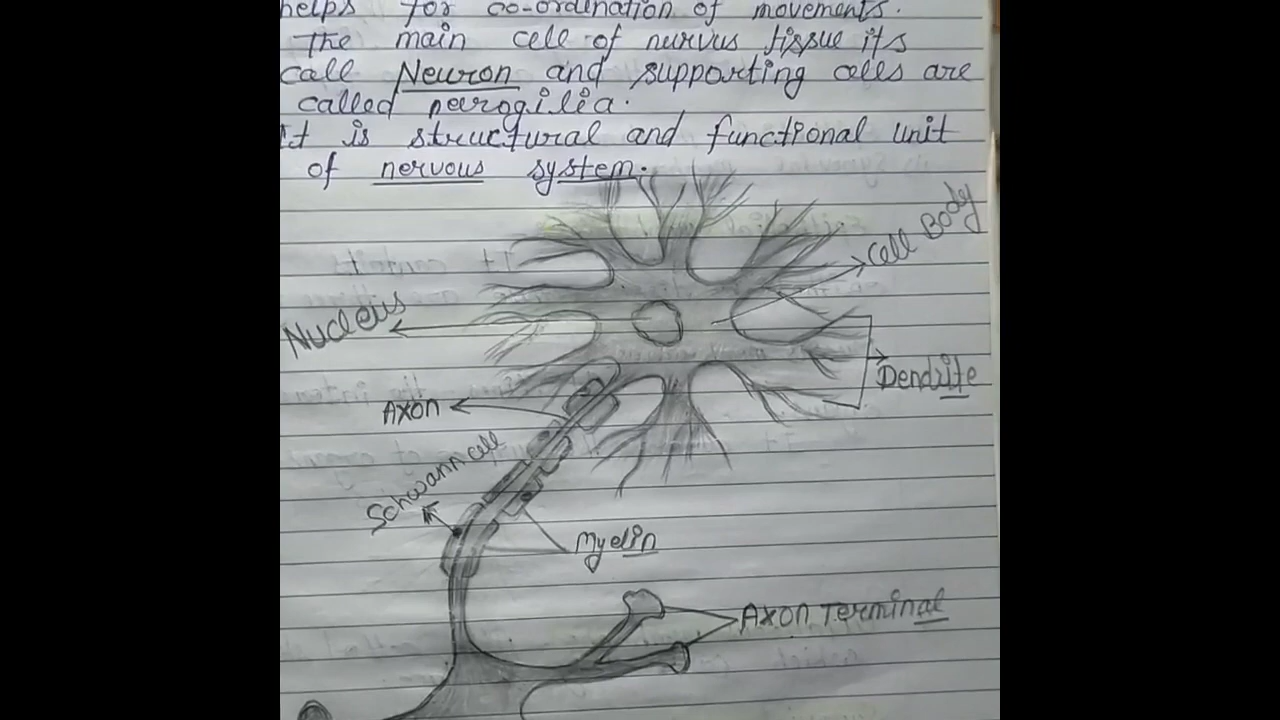 helps for co-ordination of movements.
The main cell of nurvus tissue its
call Neuron and supporting cells are
called neurogilia.
It is structural and functional unit
of nervous system.
Cell Body
Nucleus
Dendrite
Axon
Schwann cell
Myelin
Axon Terminal